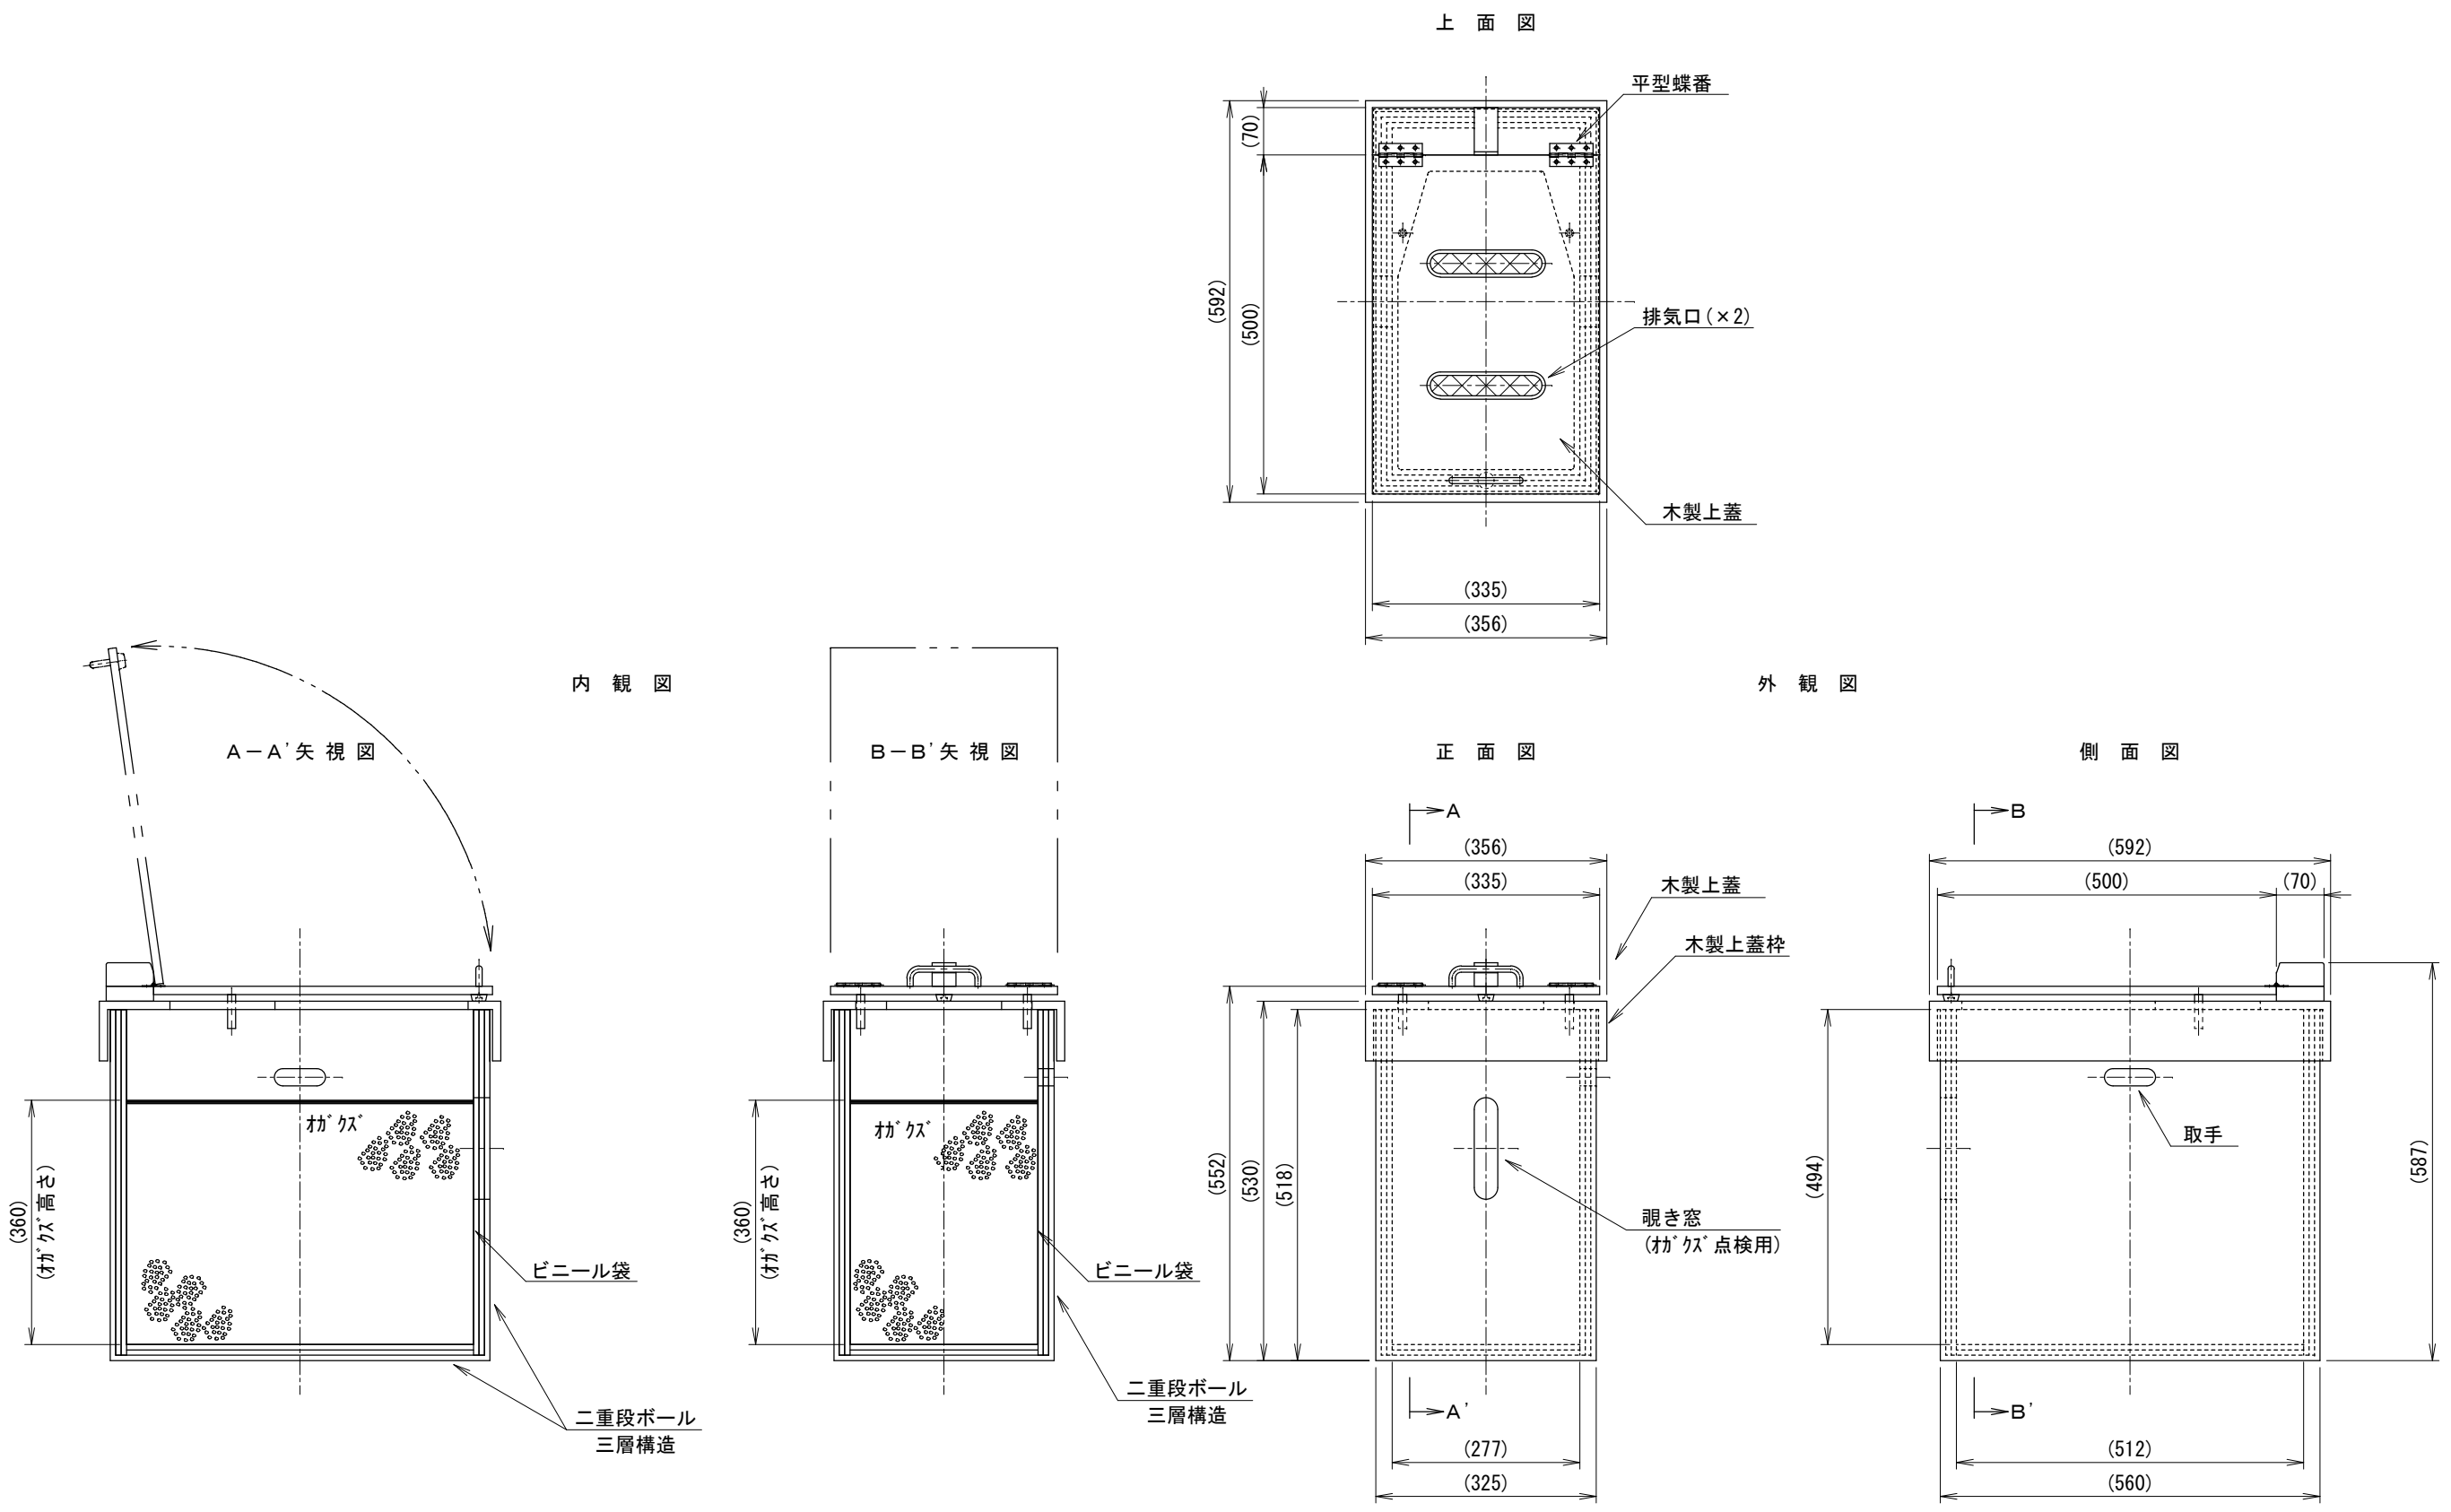 上面図
平型蝶番
(70)
(592)
(500)
排気口(×2)
木製上蓋
(335)
(356)
内観図
外観図
A－A'矢視図
B－B'矢視図
正面図
側面図
A
B
(356)
(335)
(592)
(500)
(70)
木製上蓋
木製上蓋枠
ｵｶﾞｸｽﾞ
ｵｶﾞｸｽﾞ
取手
(360)
(ｵｶﾞｸｽﾞ高さ)
(360)
(ｵｶﾞｸｽﾞ高さ)
(552)
(530)
(518)
(494)
(587)
覗き窓
(ｵｶﾞｸｽﾞ点検用)
ビニール袋
ビニール袋
二重段ボール
三層構造
二重段ボール
三層構造
A'
B'
(277)
(325)
(512)
(560)